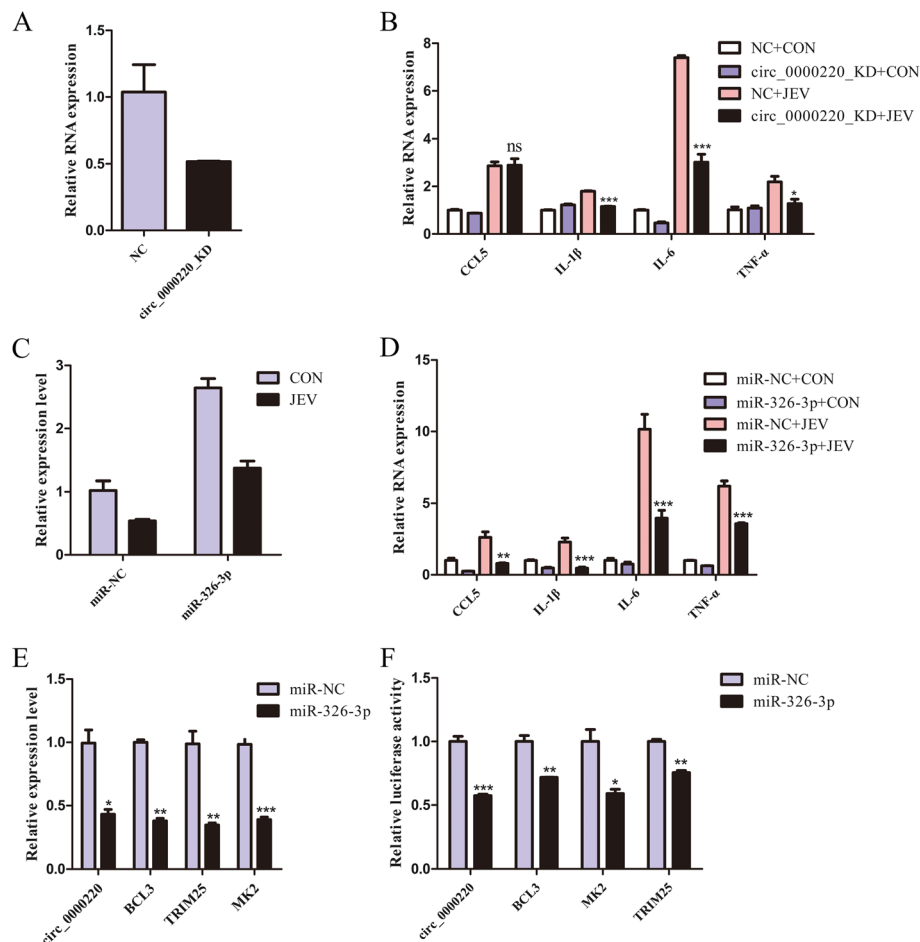 A
Relative RNA expression
1.5
1.0
0.5
0.0
NC
circ_0000220_KD
B
Relative RNA expression
8
6
4
2
0
NC+CON
circ_0000220_KD+CON
NC+JEV
circ_0000220_KD+JEV
ns
***
***
*
CCL5
IL-1β
IL-6
TNF-α
C
Relative expression level
3
2
1
0
CON
JEV
miR-NC
miR-326-3p
D
Relative RNA expression
15
10
5
0
miR-NC+CON
miR-326-3p+CON
miR-NC+JEV
miR-326-3p+JEV
**
***
***
***
CCL5
IL-1β
IL-6
TNF-α
E
Relative expression level
1.5
1.0
0.5
0.0
miR-NC
miR-326-3p
*
**
**
***
circ_0000220
BCL3
TRIM25
MK2
F
Relative luciferase activity
1.5
1.0
0.5
0.0
miR-NC
miR-326-3p
***
**
*
**
circ_0000220
BCL3
MK2
TRIM25